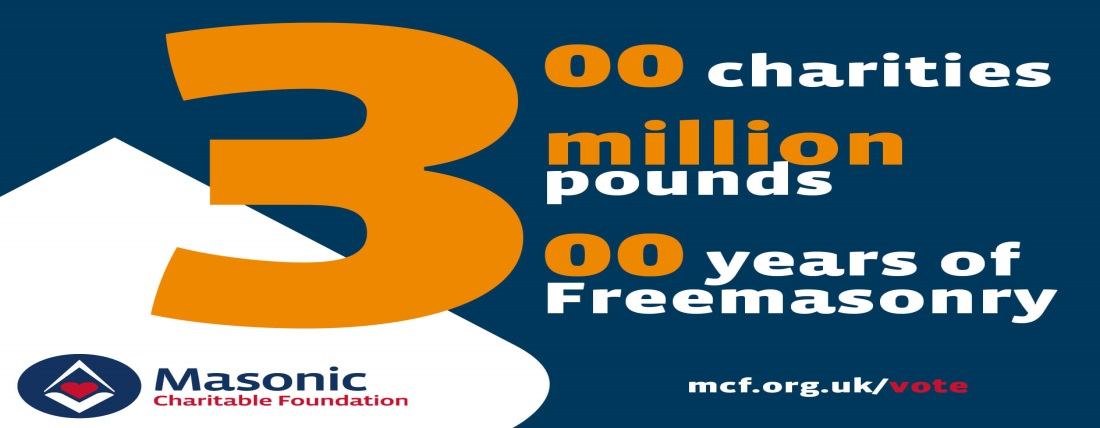 3
00 charities
million
pounds
00 years of
Freemasonry
Masonic
Charitable Foundation
mcf.org.uk/vote